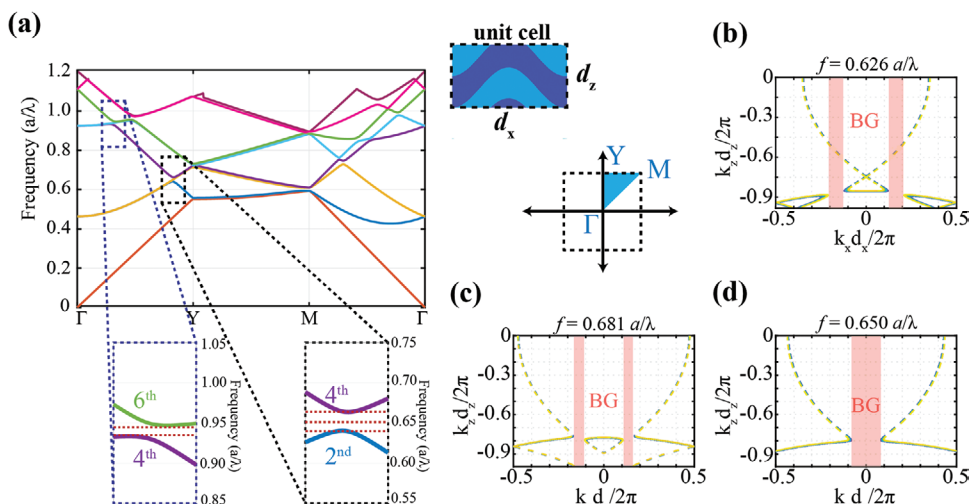 (a)
1.2
1.0
0.8
0.6
0.4
0.2
0
Frequency (a/λ)
Γ
Y
M
Γ
unit cell
d_z
d_x
Y
M
Γ
1.05
1.00
0.95
0.90
0.85
Frequency (a/λ)
6th
4th
0.75
0.70
0.65
0.60
0.55
Frequency (a/λ)
4th
2nd
(b)
f = 0.626 a/λ
0
-0.3
-0.6
-0.9
k_z d_z/2π
BG
-0.5
0
0.5
k_x d_x/2π
(c)
f = 0.681 a/λ
0
-0.3
-0.6
-0.9
k_z d_z/2π
BG
-0.5
0
0.5
k d /2π
(d)
f = 0.650 a/λ
0
-0.3
-0.6
-0.9
k_z d_z/2π
BG
-0.5
0
0.5
k d /2π